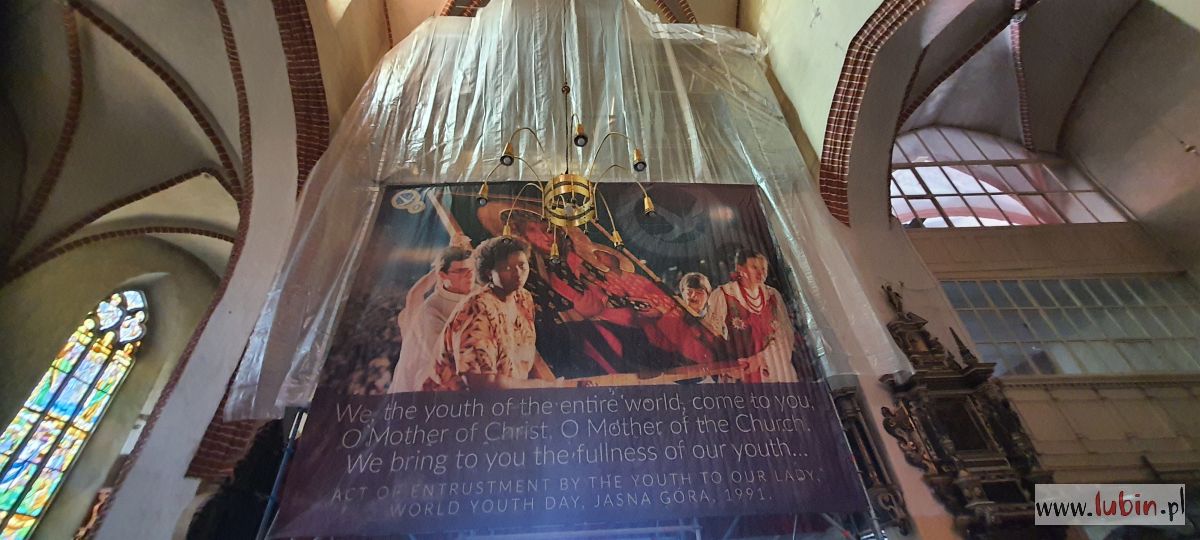 We, the youth of the entire world, come to you,
O Mother of Christ, O Mother of the Church.
We bring to you the fullness of our youth...
ACT OF ENTRUSTMENT BY THE YOUTH TO OUR LADY,
WORLD YOUTH DAY, JASNA GÓRA, 1991.
www.lubin.pl